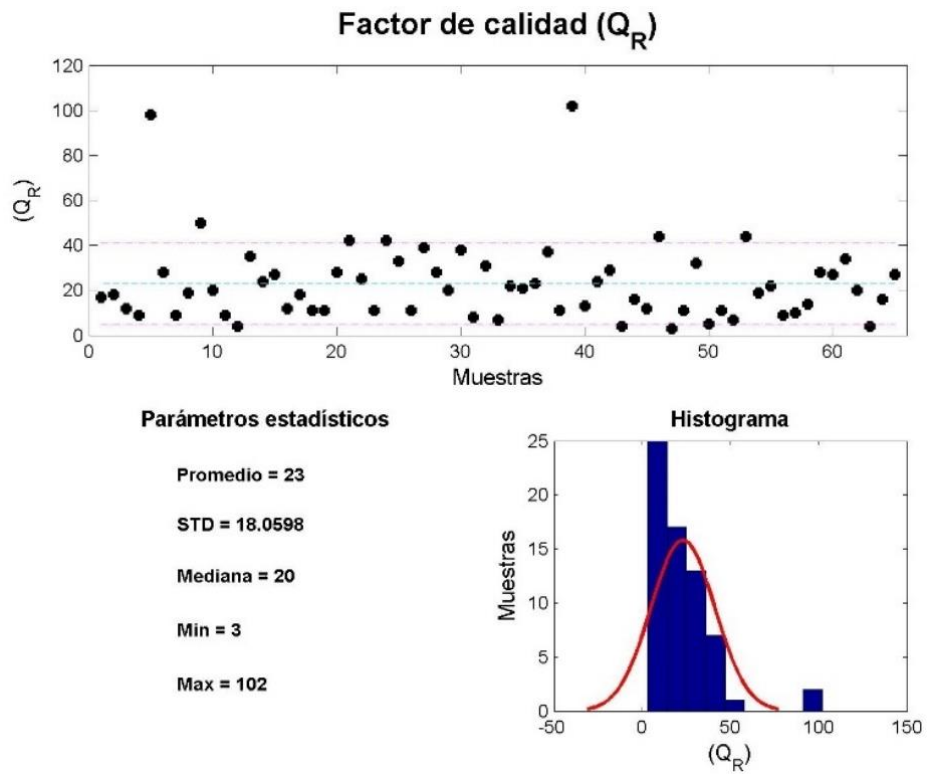 Factor de calidad (Q_R)
120
100
80
60
40
20
0
(Q_R)
0 10 20 30 40 50 60
Muestras
Parámetros estadísticos
Promedio = 23
STD = 18.0598
Mediana = 20
Min = 3
Max = 102
Histograma
25
20
15
10
5
0
Muestras
-50 0 50 100 150
(Q_R)